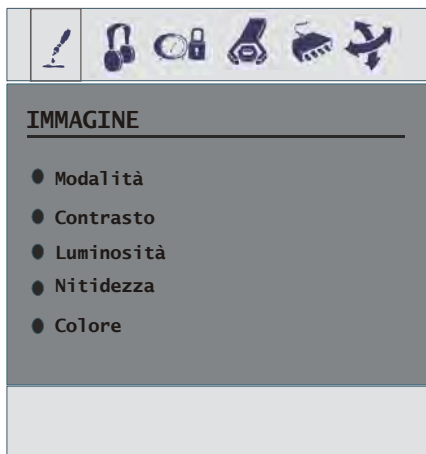 IMMAGINE
Modalità
Contrasto
Luminosità
Nitidezza
Colore